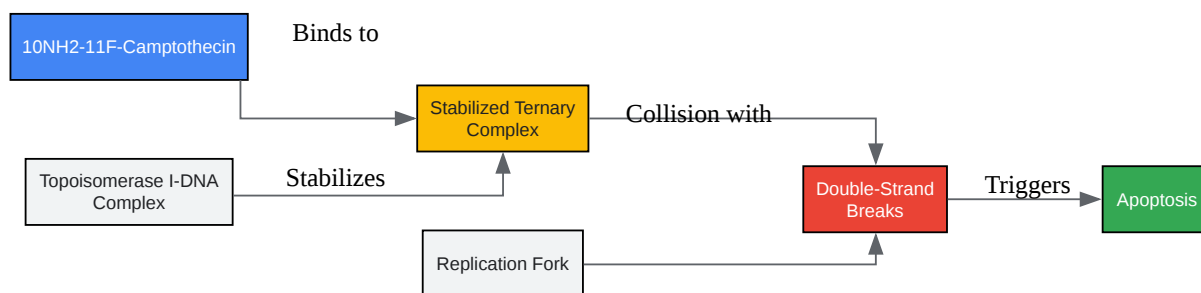 10NH2-11F-Camptothecin
Binds to
Stabilized Ternary
Complex
Collision with
Topoisomerase I-DNA
Complex
Stabilizes
Double-Strand
Breaks
Triggers
Apoptosis
Replication Fork